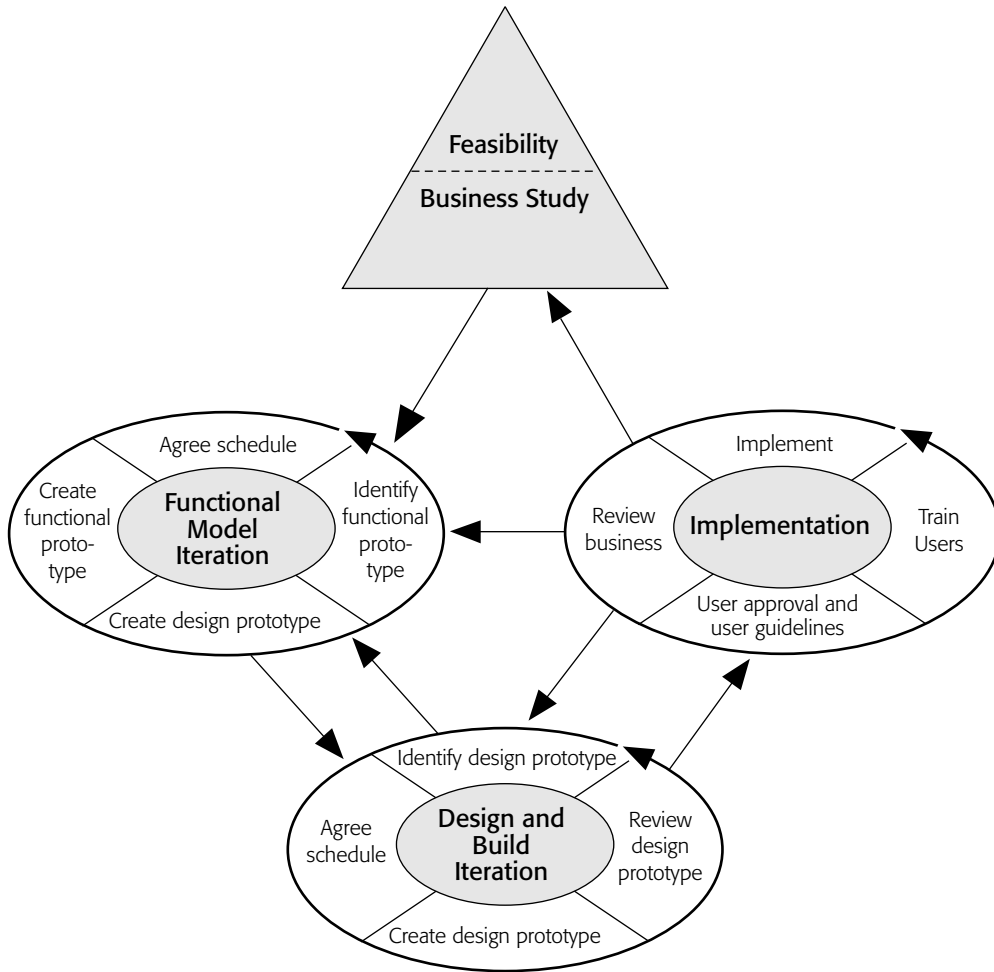 Feasibility
Business Study
Agree schedule
Create
functional
proto-
type
Functional
Model
Iteration
Identify
functional
proto-
type
Create design prototype
Implement
Review
business
Implementation
Train
Users
User approval and
user guidelines
Identify design prototype
Agree
schedule
Design and
Build
Iteration
Review
design
prototype
Create design prototype